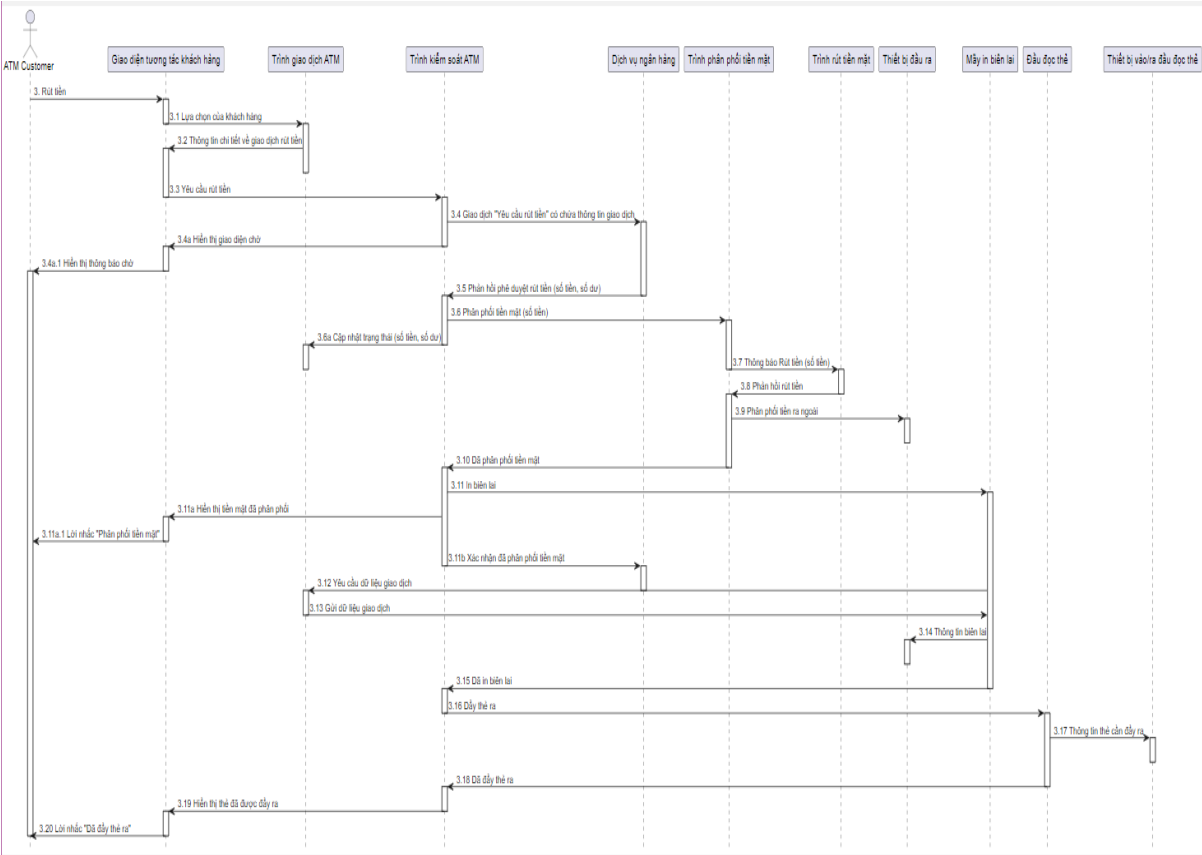 ATM Customer
Giao diện tương tác khách hàng
Trình giao dịch ATM
Trình kiểm soát ATM
Dịch vụ ngân hàng
Trình phân phối tiền mặt
Trình rút tiền mặt
Thiết bị đầu ra
Mầy in biên lai
Đầu đọc thẻ
Thiết bị vào/ra đầu đọc thẻ
3. Rút tiền
3.1 Lựa chọn của khách hàng
3.2 Thông tin chi tiết về giao dịch rút tiền
3.3 Yêu cầu rút tiền
3.4 Giao dịch "Yêu cầu rút tiền" có chứa thông tin giao dịch
3.4a Hiển thị giao diện chờ
3.4a.1 Hiển thị thông báo chờ
3.5 Phản hồi phê duyệt rút tiền (số tiền, số dư)
3.6 Phân phối tiền mặt (số tiền)
3.6a Cập nhật trạng thái (số tiền, số dư)
3.7 Thông báo Rút tiền (số tiền)
3.8 Phản hồi rút tiền
3.9 Phân phối tiền ra ngoài
3.10 Đã phân phối tiền mặt
3.11 In biên lai
3.11a Hiển thị tiền mặt đã phân phối
3.11a.1 Lời nhắc "Phân phối tiền mặt"
3.11b Xác nhận đã phân phối tiền mặt
3.12 Yêu cầu dữ liệu giao dịch
3.13 Gửi dữ liệu giao dịch
3.14 Thông tin biên lai
3.15 Đã in biên lai
3.16 Đẩy thẻ ra
3.17 Thông tin thẻ cần đẩy ra
3.18 Đã đẩy thẻ ra
3.19 Hiển thị thẻ đã được đẩy ra
3.20 Lời nhắc "Đã đẩy thẻ ra"